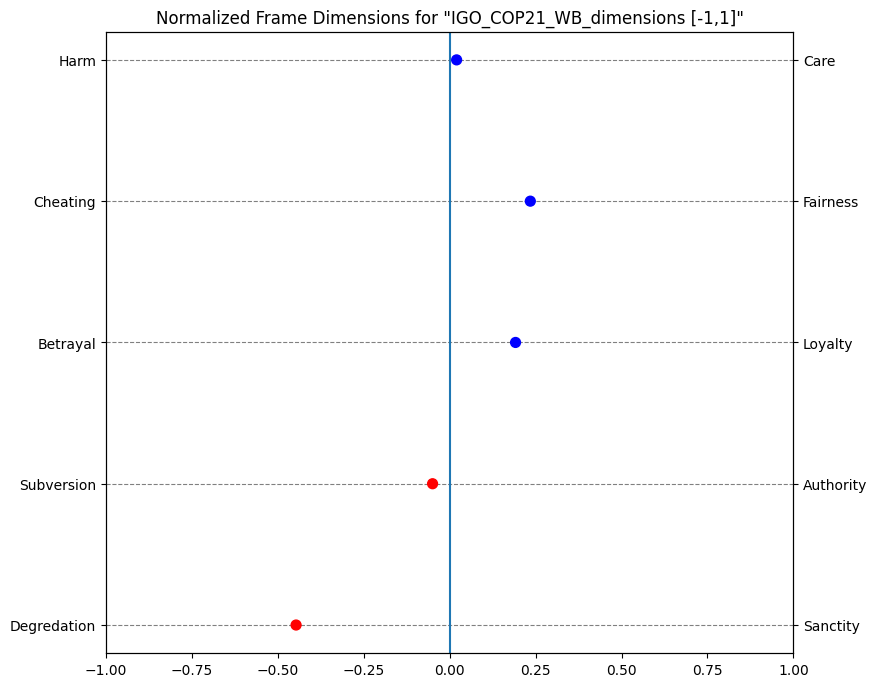 Normalized Frame Dimensions for "IGO_COP21_WB_dimensions [-1,1]"
Harm Care
Cheating Fairness
Betrayal Loyalty
Subversion Authority
Degredation Sanctity
−1.00 −0.75 −0.50 −0.25 0.00 0.25 0.50 0.75 1.00